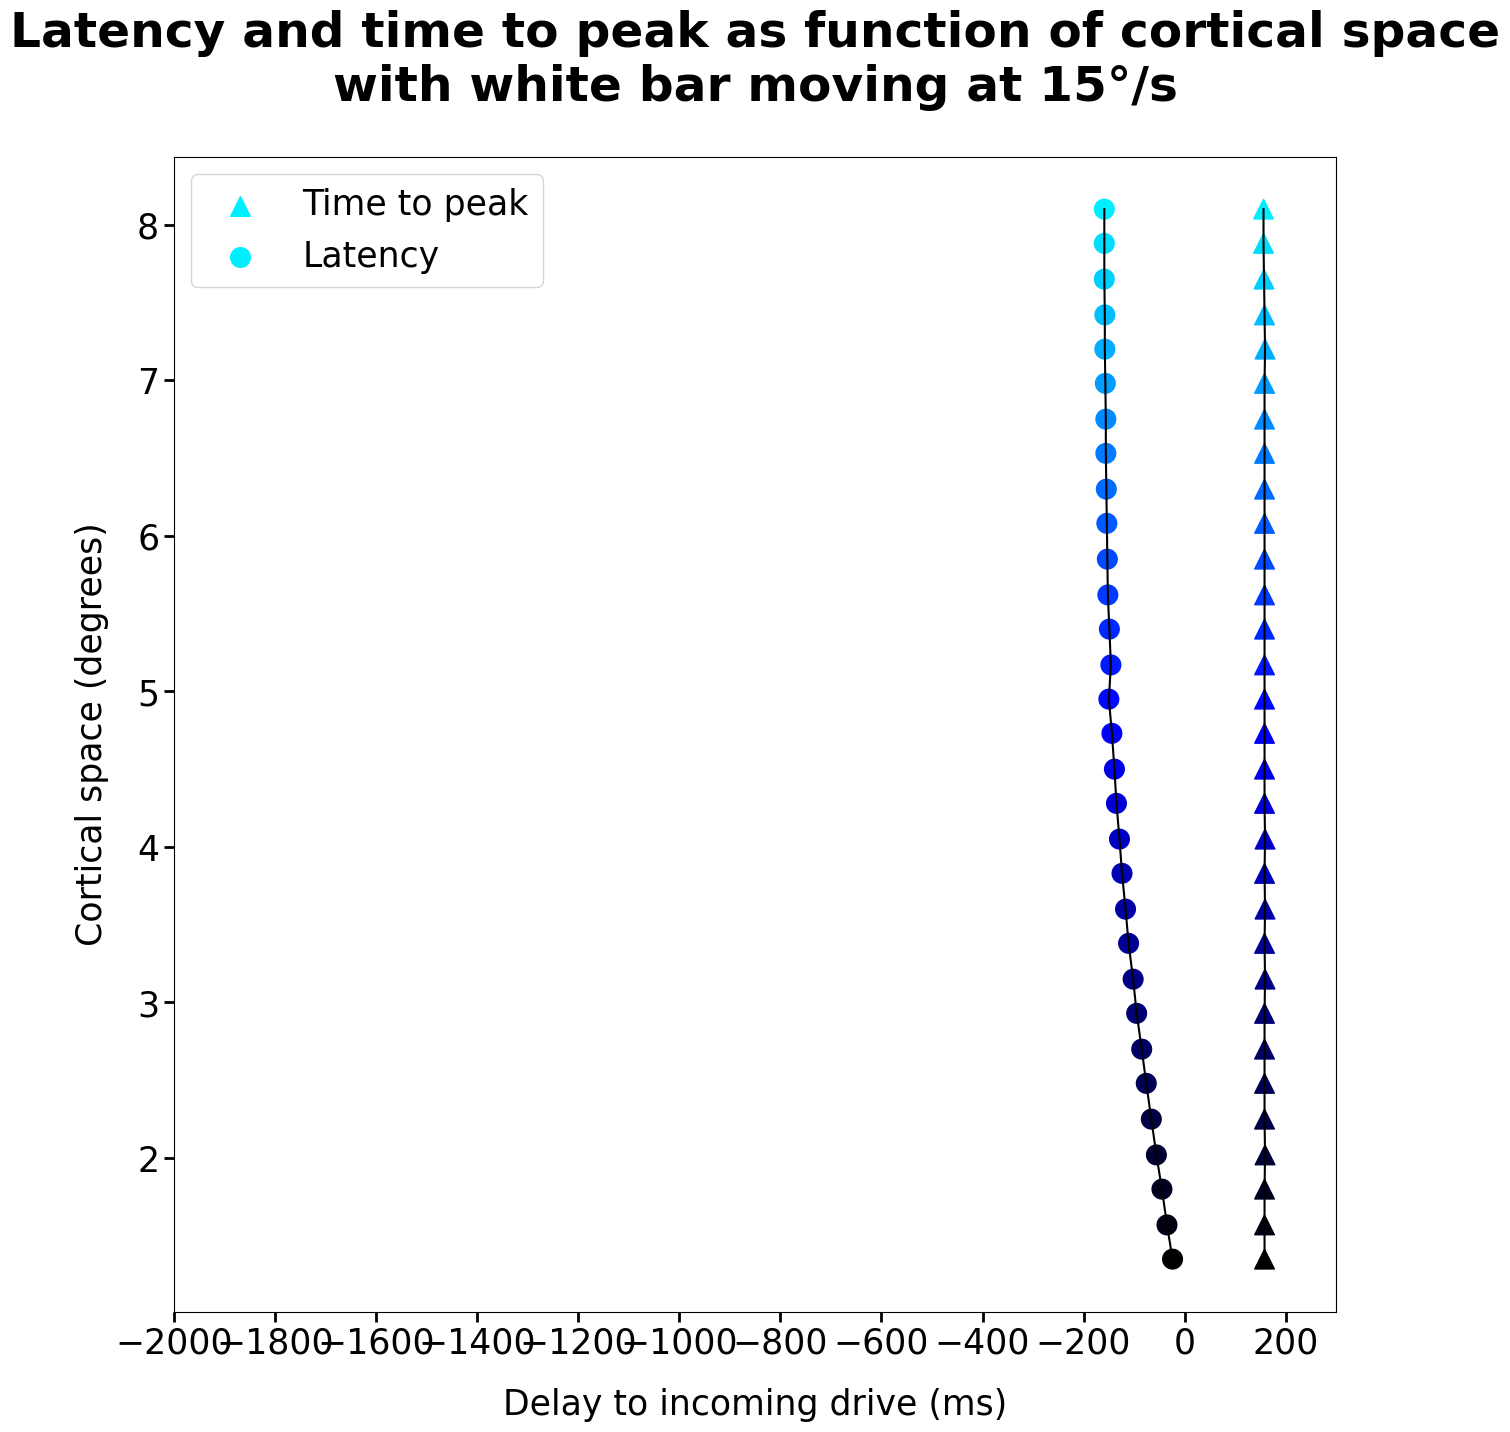 Latency and time to peak as function of cortical space
with white bar moving at 15°/s
Time to peak
Latency
8
7
6
5
4
3
2
Cortical space (degrees)
−2000 −1800 −1600 −1400 −1200 −1000 −800 −600 −400 −200 0 200
Delay to incoming drive (ms)